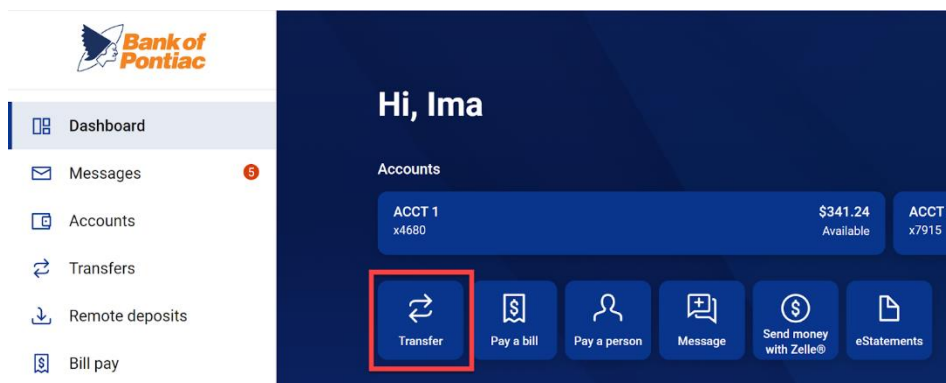 Bank of
Pontiac
Dashboard
Messages
5
Accounts
Transfers
Remote deposits
Bill pay
Hi, Ima
Accounts
ACCT 1
x4680
$341.24
Available
ACCT
x7915
Transfer
Pay a bill
Pay a person
Message
Send money
with Zelle®
eStatements